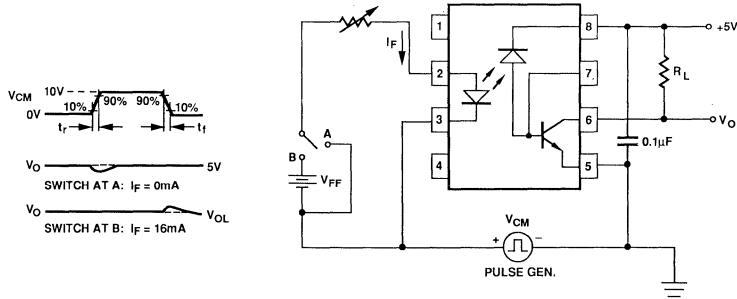 VCM 10V
10% 90% 90% 10%
0V
tr tf
VO 5V
SWITCH AT A: IF = 0mA
VO VOL
SWITCH AT B: IF = 16mA
IF
A
B
VFF
1
2
3
4
8
7
6
5
+5V
RL
VO
0.1µF
VCM
+ −
PULSE GEN.